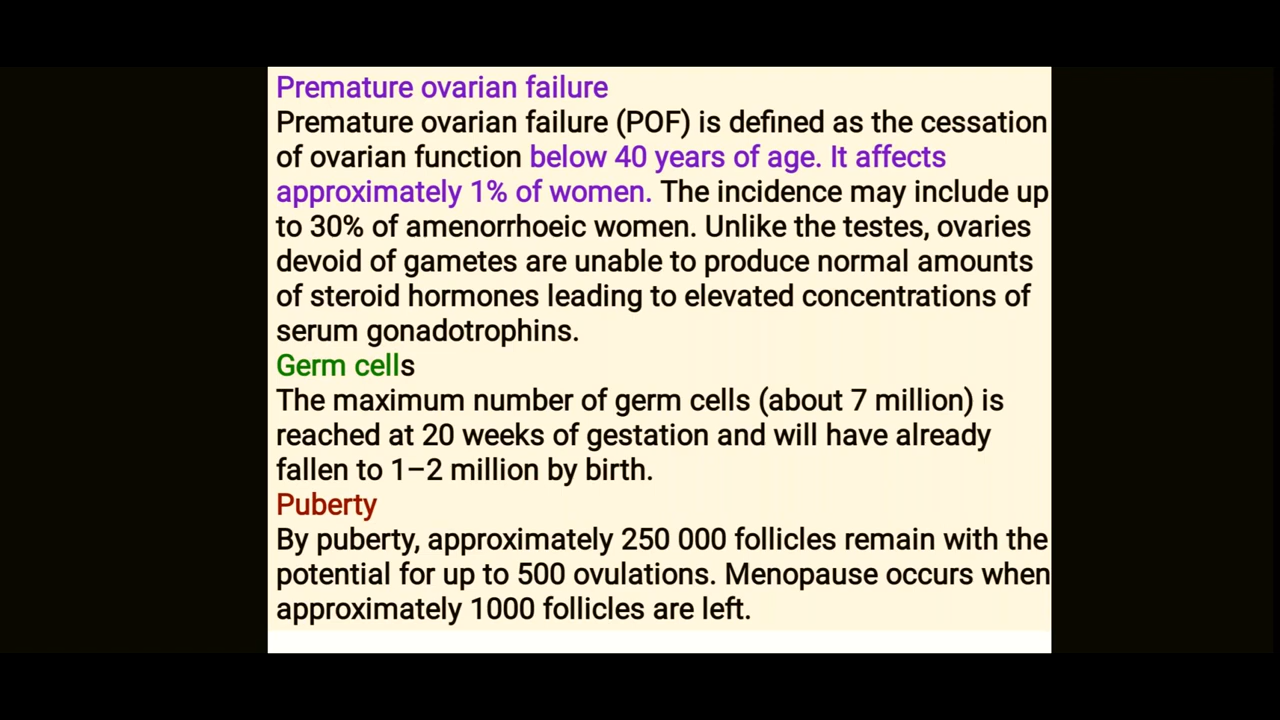 Premature ovarian failure
Premature ovarian failure (POF) is defined as the cessation
of ovarian function below 40 years of age. It affects
approximately 1% of women. The incidence may include up
to 30% of amenorrhoeic women. Unlike the testes, ovaries
devoid of gametes are unable to produce normal amounts
of steroid hormones leading to elevated concentrations of
serum gonadotrophins.
Germ cells
The maximum number of germ cells (about 7 million) is
reached at 20 weeks of gestation and will have already
fallen to 1–2 million by birth.
Puberty
By puberty, approximately 250 000 follicles remain with the
potential for up to 500 ovulations. Menopause occurs when
approximately 1000 follicles are left.